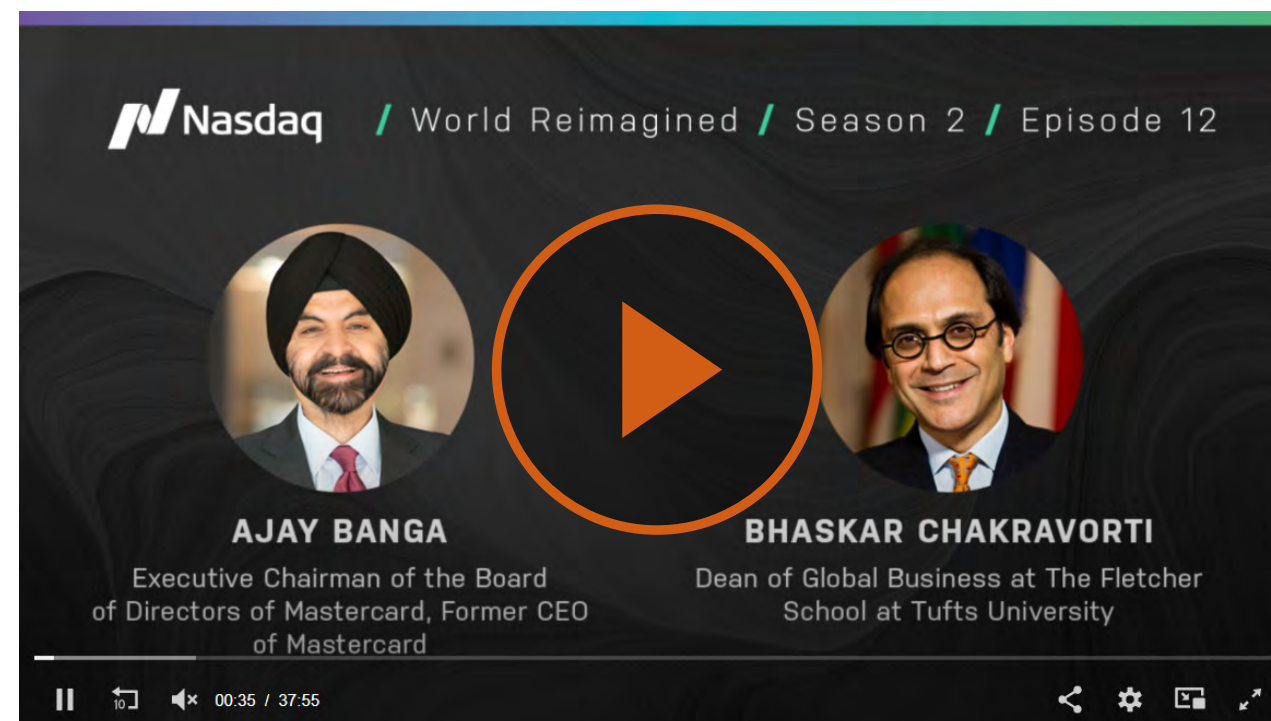 Nasdaq / World Reimagined / Season 2 / Episode 12
AJAY BANGA
Executive Chairman of the Board
of Directors of Mastercard, Former CEO
of Mastercard
BHASKAR CHAKRAVORTI
Dean of Global Business at The Fletcher
School at Tufts University
10
00:35 / 37:55